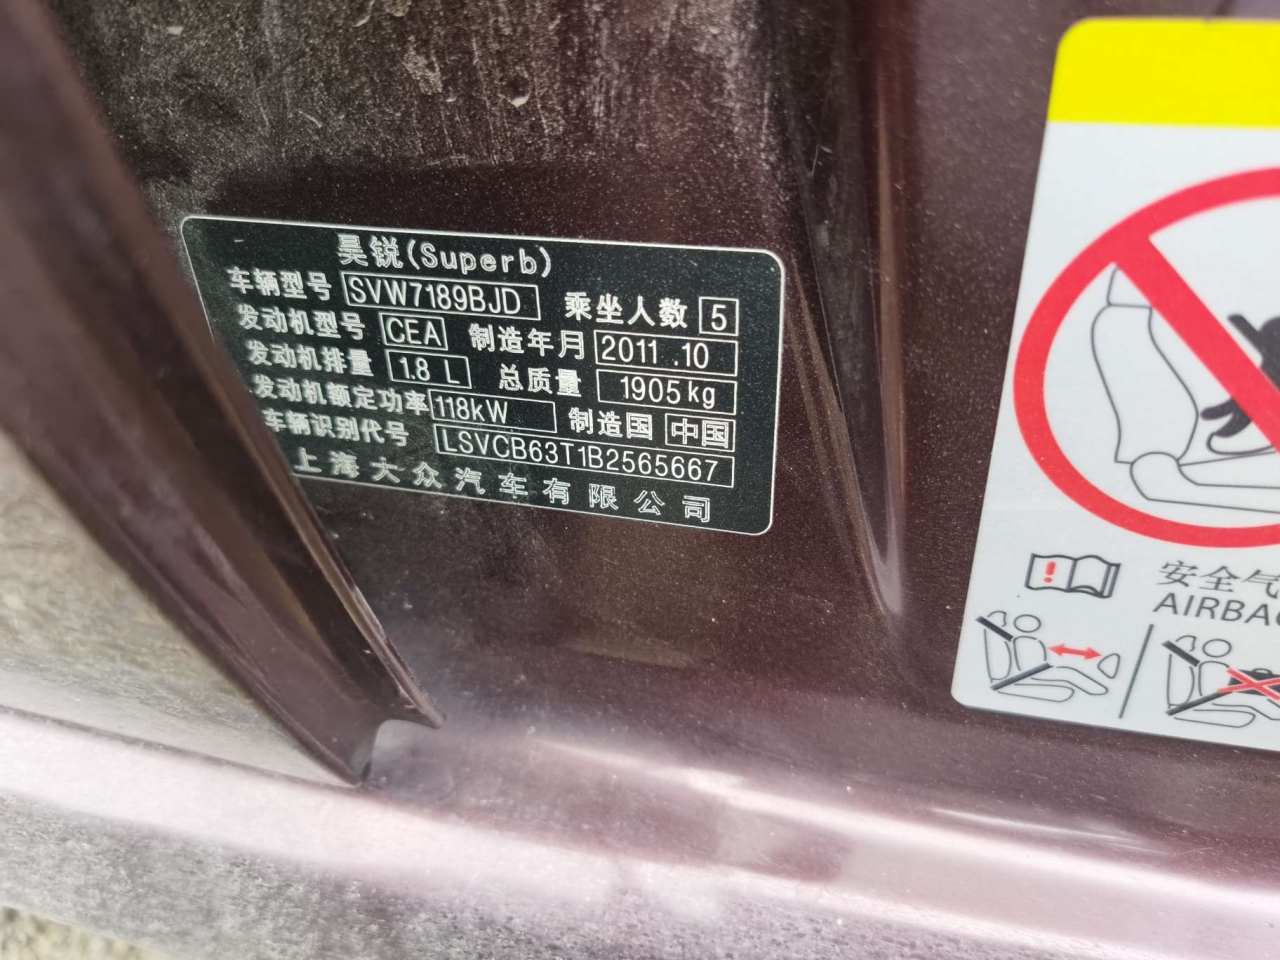 昊锐(Superb)
车辆型号 SVW7189BJD 乘坐人数 5
发动机型号 CEA 制造年月 2011.10
发动机排量 1.8 L 总质量 1905kg
发动机额定功率 118kW 制造国 中国
车辆识别代号 LSVCB63T1B2565667
上海大众汽车有限公司
安全气
AIRBAG